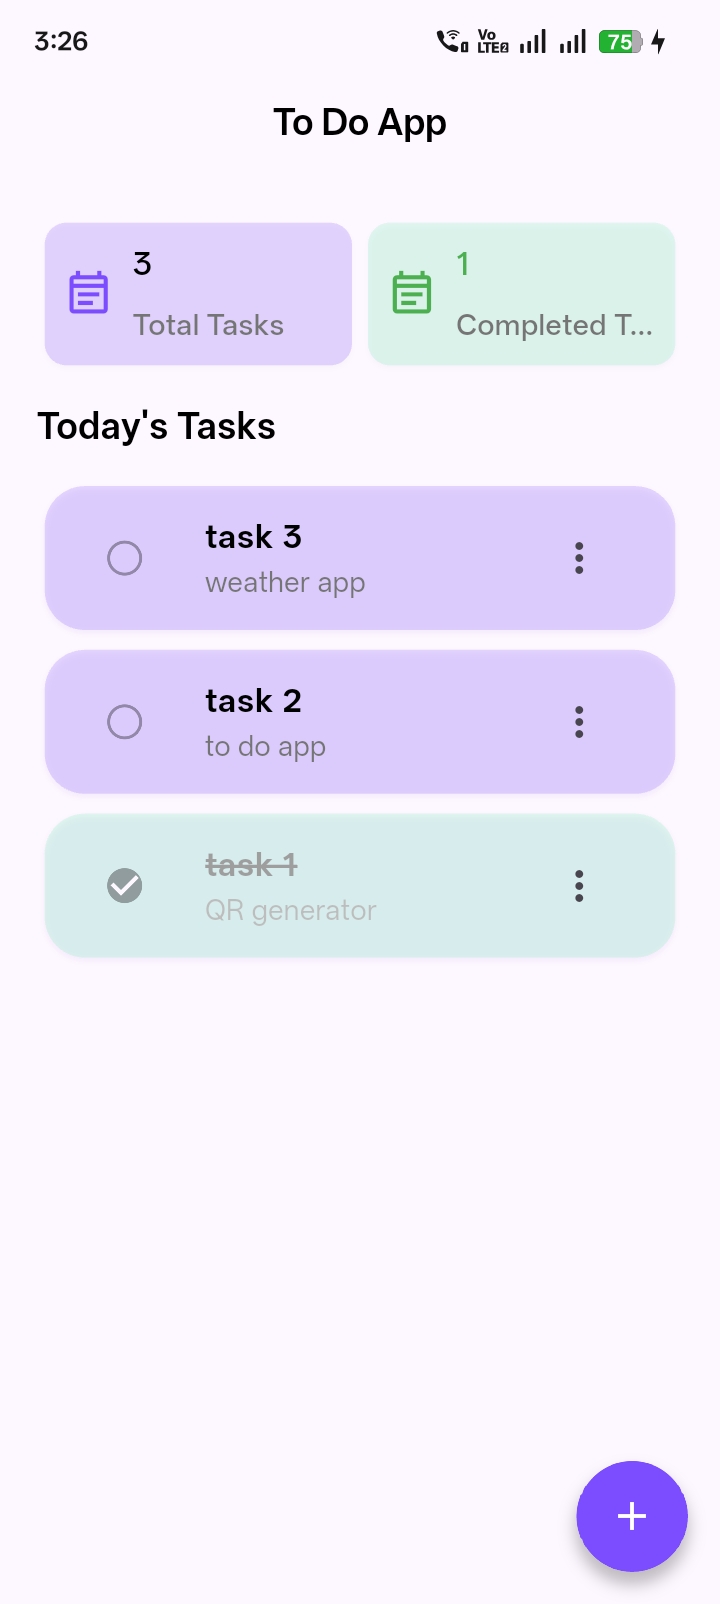 3:26
Vo
LTE2
75
To Do App
3
Total Tasks
1
Completed T...
Today's Tasks
task 3
weather app
task 2
to do app
task 1
QR generator